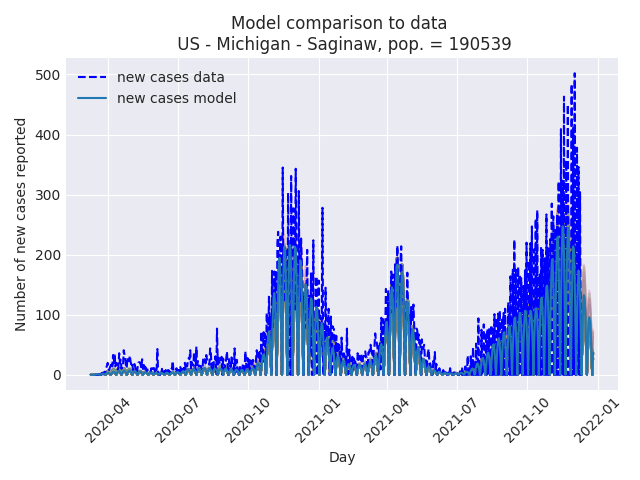 Model comparison to data
US - Michigan - Saginaw, pop. = 190539
new cases data
new cases model
Number of new cases reported
500
400
300
200
100
0
2020-04
2020-07
2020-10
2021-01
2021-04
2021-07
2021-10
2022-01
Day